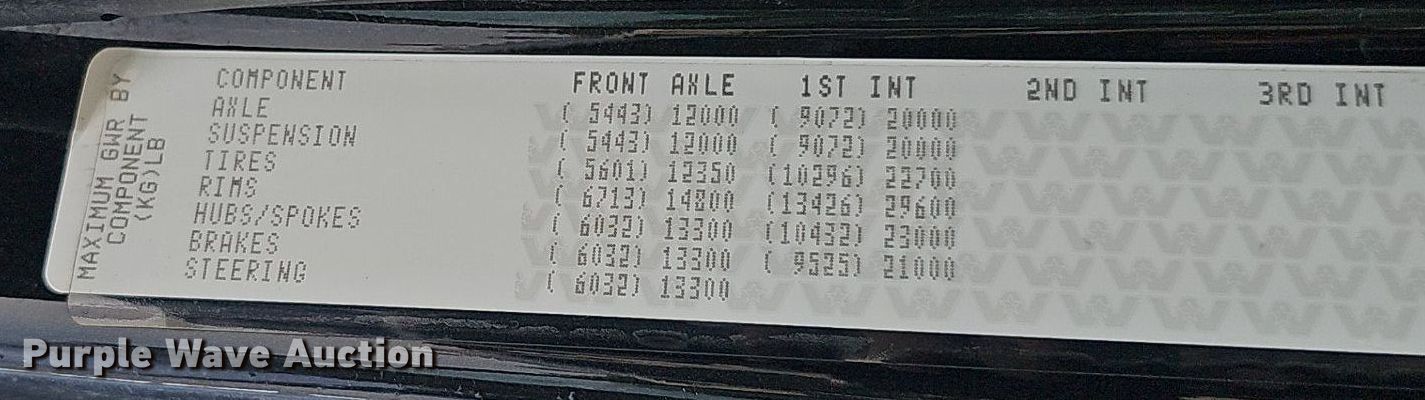 MAXIMUM GWR BY
COMPONENT
(KG)LB
COMPONENT FRONT AXLE 1ST INT 2ND INT 3RD INT
AXLE ( 5443) 12000 ( 9072) 20000
SUSPENSION ( 5443) 12000 ( 9072) 20000
TIRES ( 5601) 12350 (10296) 22700
RIMS ( 6713) 14800 (13426) 29600
HUBS/SPOKES ( 6032) 13300 (10432) 23000
BRAKES ( 6032) 13300 ( 9525) 21000
STEERING ( 6032) 13300
Purple Wave Auction